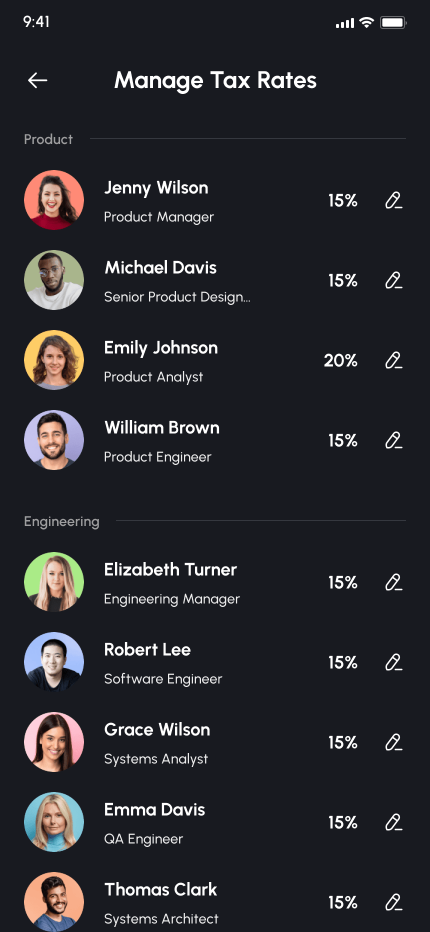 9:41
Manage Tax Rates
Product
Jenny Wilson
Product Manager
15%
Michael Davis
Senior Product Design...
15%
Emily Johnson
Product Analyst
20%
William Brown
Product Engineer
15%
Engineering
Elizabeth Turner
Engineering Manager
15%
Robert Lee
Software Engineer
15%
Grace Wilson
Systems Analyst
15%
Emma Davis
QA Engineer
15%
Thomas Clark
Systems Architect
15%